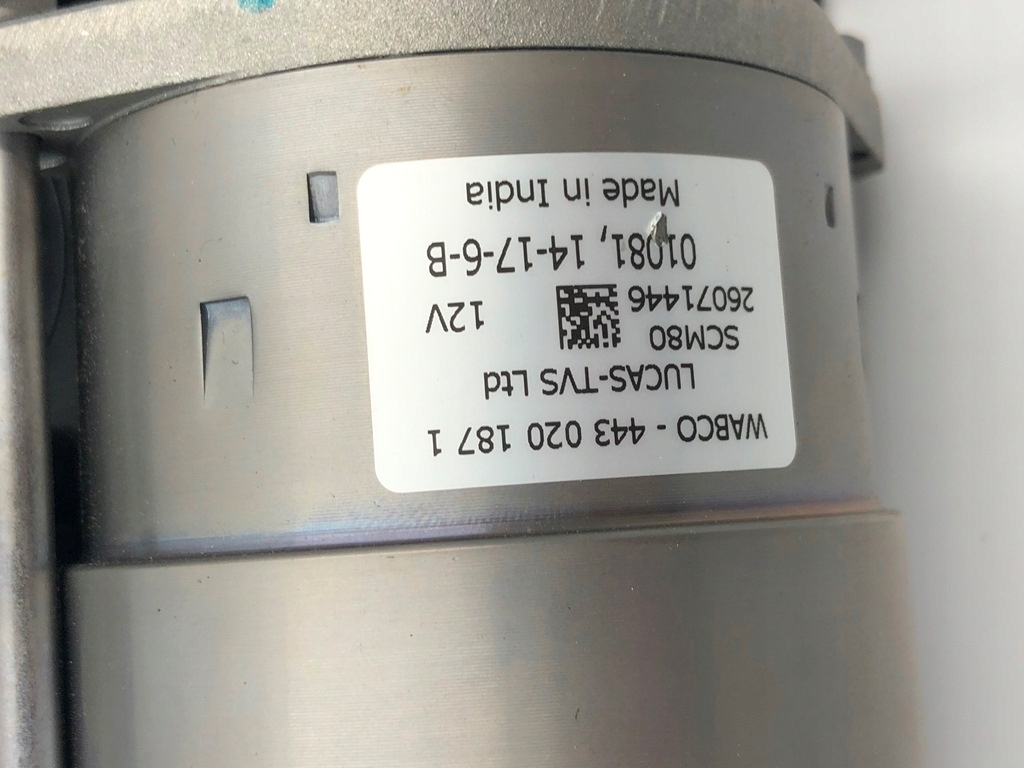 WABCO - 443 020 187 1
LUCAS-TVS Ltd
SCM80
26071446
12V
01081, 14-17-6-B
Made in India